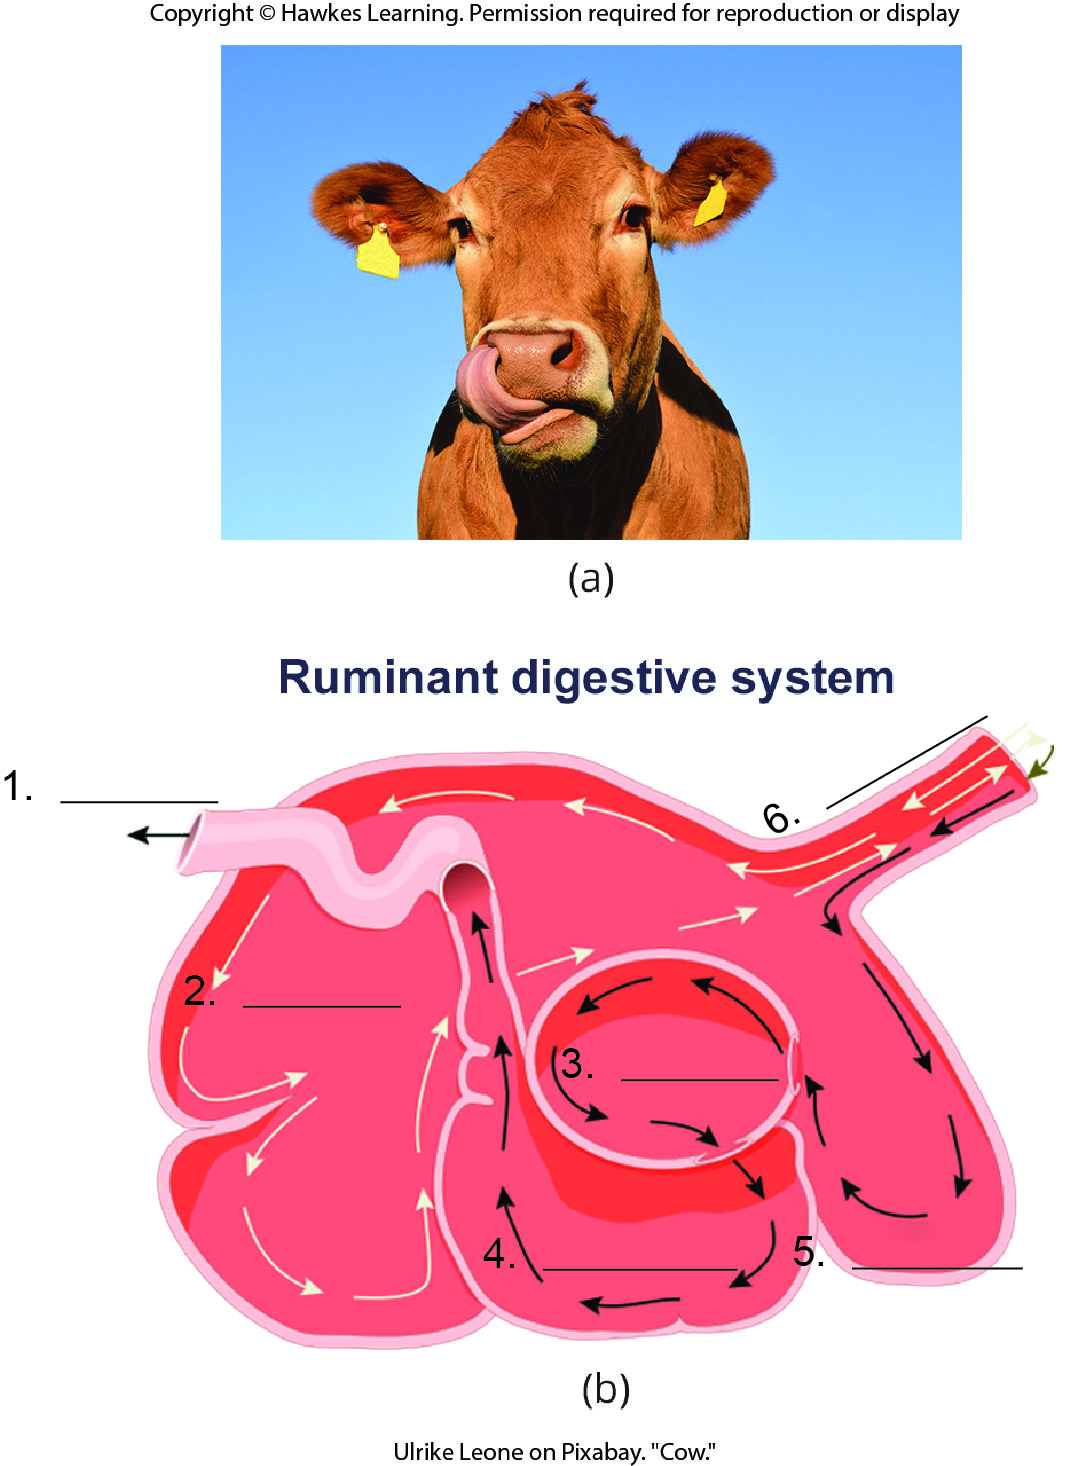 Copyright © Hawkes Learning. Permission required for reproduction or display
(a)
Ruminant digestive system
1.
6.
2.
3.
4.
5.
(b)
Ulrike Leone on Pixabay. "Cow."